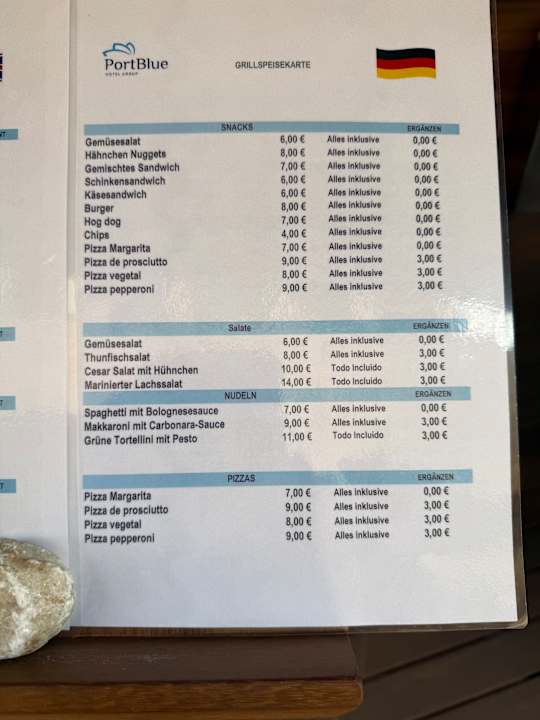 PortBlue
HOTEL GROUP
GRILLSPEISEKARTE
SNACKS ERGÄNZEN
Gemüsesalat 6,00 € Alles inklusive 0,00 €
Hähnchen Nuggets 8,00 € Alles inklusive 0,00 €
Gemischtes Sandwich 7,00 € Alles inklusive 0,00 €
Schinkensandwich 6,00 € Alles inklusive 0,00 €
Käsesandwich 6,00 € Alles inklusive 0,00 €
Burger 8,00 € Alles inklusive 0,00 €
Hog dog 7,00 € Alles inklusive 0,00 €
Chips 4,00 € Alles inklusive 0,00 €
Pizza Margarita 7,00 € Alles inklusive 0,00 €
Pizza de prosciutto 9,00 € Alles inklusive 3,00 €
Pizza vegetal 8,00 € Alles inklusive 3,00 €
Pizza pepperoni 9,00 € Alles inklusive 3,00 €
Salate ERGÄNZEN
Gemüsesalat 6,00 € Alles inklusive 0,00 €
Thunfischsalat 8,00 € Alles inklusive 3,00 €
Cesar Salat mit Hühnchen 10,00 € Todo Incluido 3,00 €
Marinierter Lachssalat 14,00 € Todo Incluido 3,00 €
NUDELN ERGÄNZEN
Spaghetti mit Bolognesesauce 7,00 € Alles inklusive 0,00 €
Makkaroni mit Carbonara-Sauce 9,00 € Alles inklusive 3,00 €
Grüne Tortellini mit Pesto 11,00 € Todo Incluido 3,00 €
PIZZAS ERGÄNZEN
Pizza Margarita 7,00 € Alles inklusive 0,00 €
Pizza de prosciutto 9,00 € Alles inklusive 3,00 €
Pizza vegetal 8,00 € Alles inklusive 3,00 €
Pizza pepperoni 9,00 € Alles inklusive 3,00 €